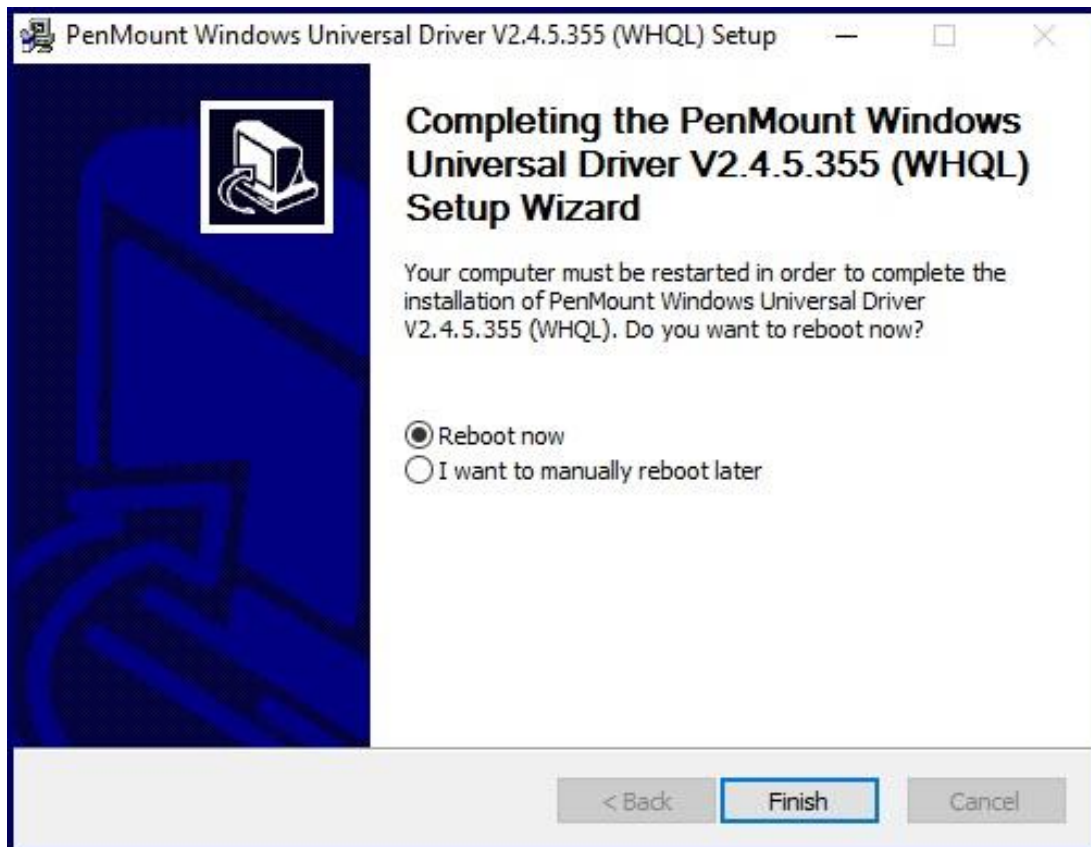 PenMount Windows Universal Driver V2.4.5.355 (WHQL) Setup
Completing the PenMount Windows
Universal Driver V2.4.5.355 (WHQL)
Setup Wizard
Your computer must be restarted in order to complete the
installation of PenMount Windows Universal Driver
V2.4.5.355 (WHQL). Do you want to reboot now?
Reboot now
I want to manually reboot later
< Back Finish Cancel